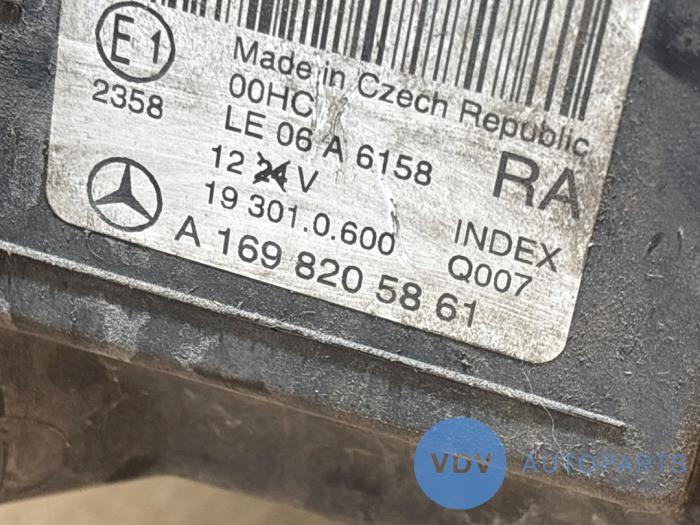 E1
Made in Czech Republic
2358
00HC
LE 06 A 6158
RA
12 24 V
19 301.0.600
INDEX
Q007
A 169 820 58 61
VDV AUTOPARTS